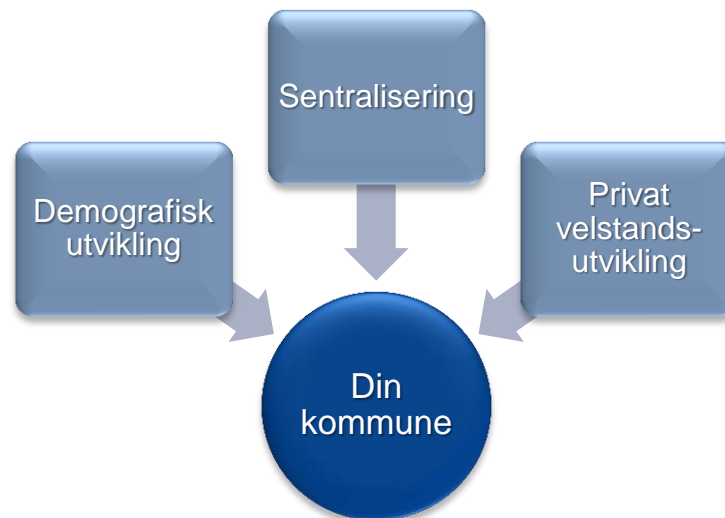 Sentralisering
Demografisk
utvikling
Privat
velstands-
utvikling
Din
kommune